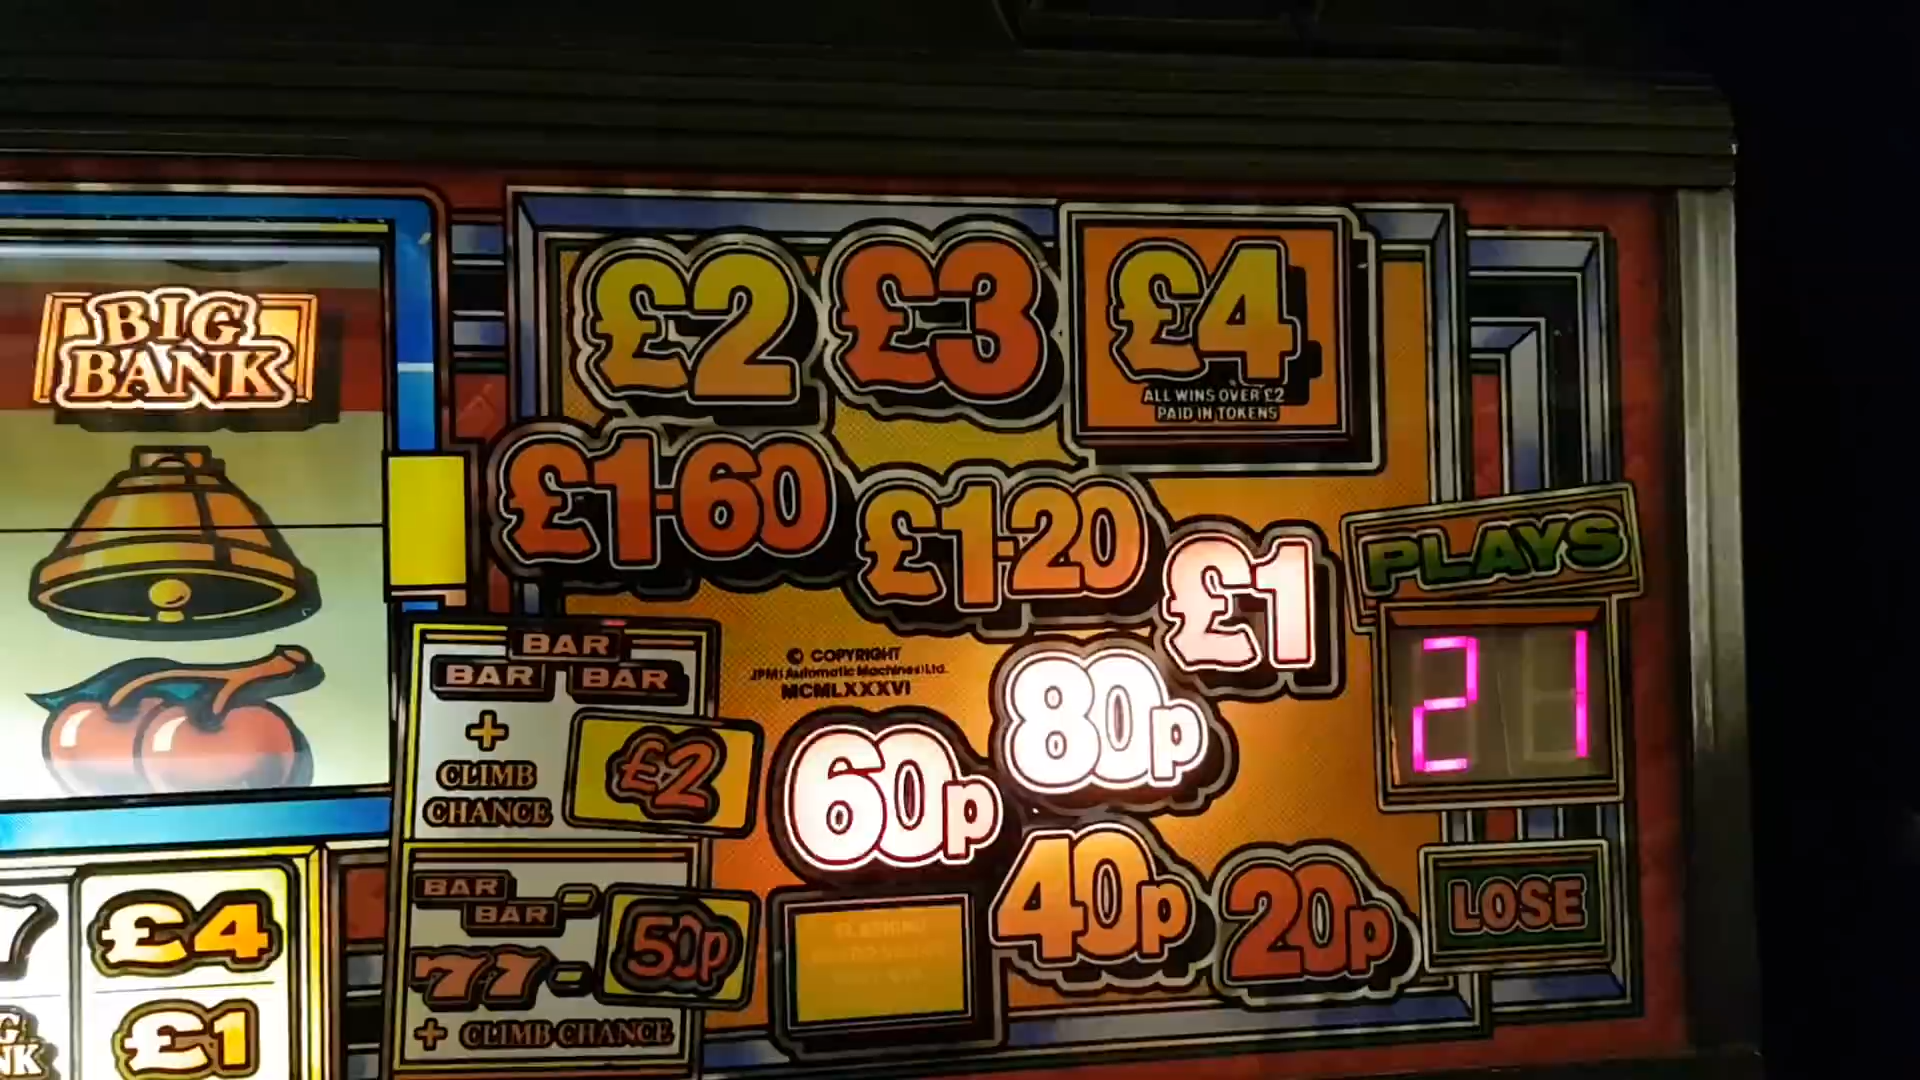 BIG
BANK
£2 £3 £4
ALL WINS OVER £2
PAID IN TOKENS
£1·60 £1·20 £1
PLAYS
21
© COPYRIGHT
JPM (Automatic Machines) Ltd.
MCMLXXXVI
BAR
BAR BAR
+
CLIMB
CHANCE
£2
60p 80p
BAR
BAR =
77 =
50p
+ CLIMB CHANCE
40p 20p
LOSE
FLASHING
7 £4
£1